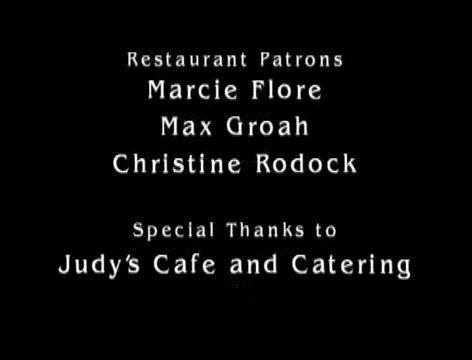 Restaurant Patrons
Marcie Flore
Max Groah
Christine Rodock
Special Thanks to
Judy's Cafe and Catering